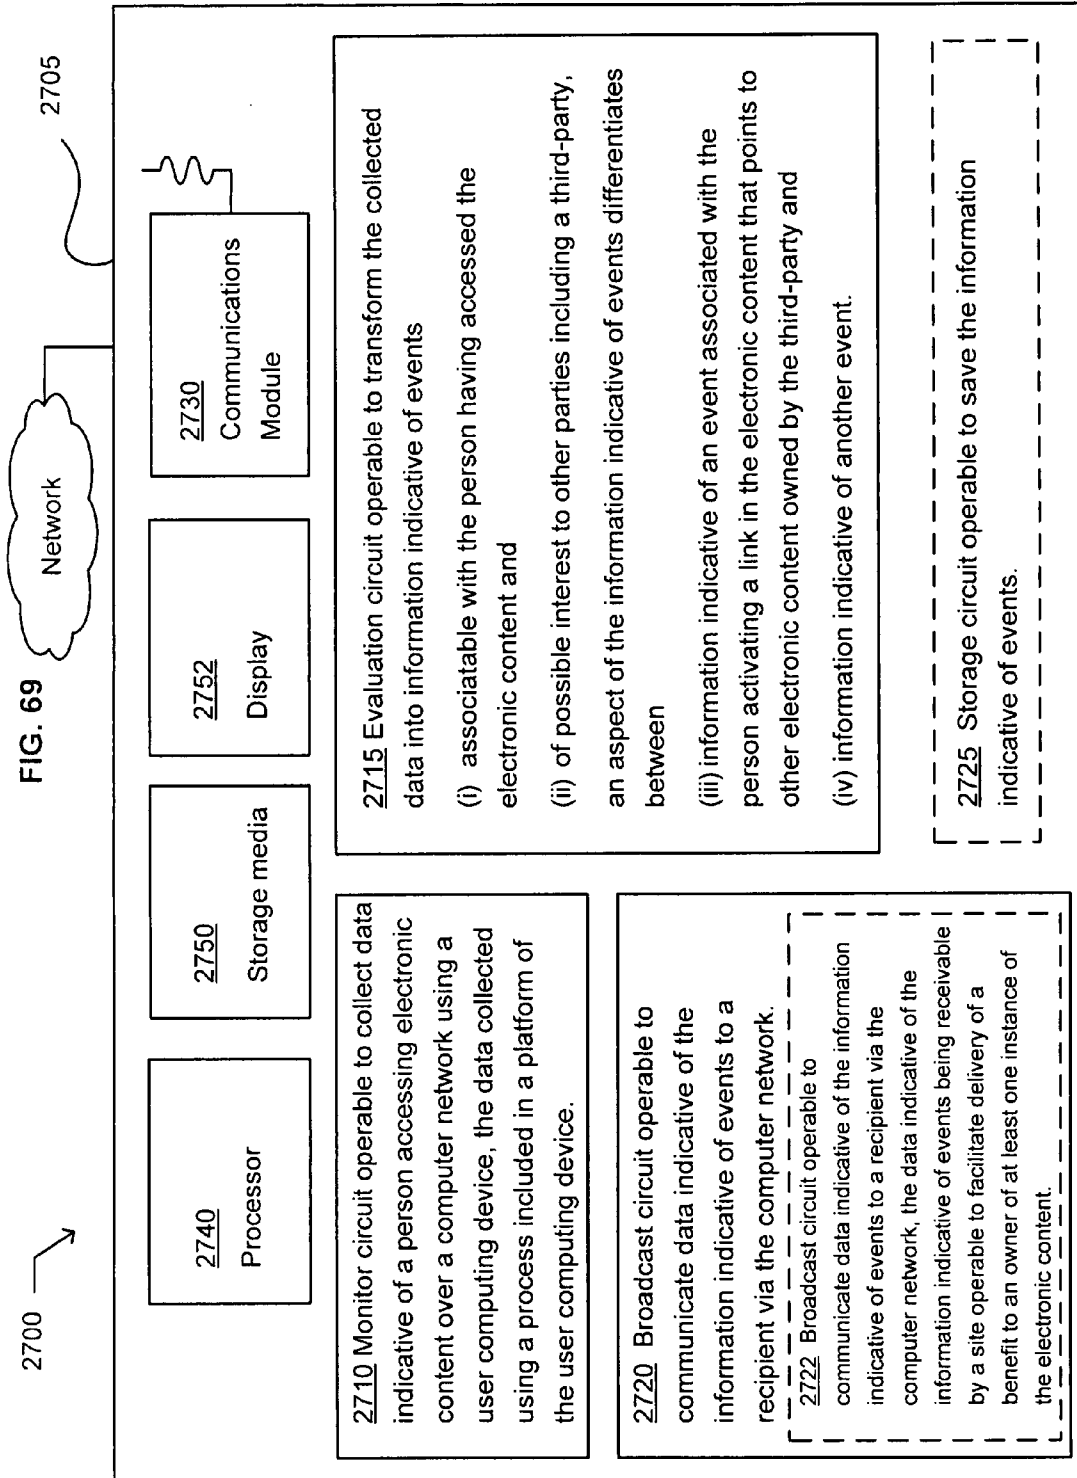 FIG. 69
2700
Network
2705
2740
Processor
2750
Storage media
2752
Display
2730
Communications
Module
2710 Monitor circuit operable to collect data
indicative of a person accessing electronic
content over a computer network using a
user computing device, the data collected
using a process included in a platform of
the user computing device.
2715 Evaluation circuit operable to transform the collected
data into information indicative of events
(i) associatable with the person having accessed the
electronic content and
(ii) of possible interest to other parties including a third-party,
an aspect of the information indicative of events differentiates
between
(iii) information indicative of an event associated with the
person activating a link in the electronic content that points to
other electronic content owned by the third-party and
(iv) information indicative of another event.
2720 Broadcast circuit operable to
communicate data indicative of the
information indicative of events to a
recipient via the computer network.
2722 Broadcast circuit operable to
communicate data indicative of the information
indicative of events to a recipient via the
computer network, the data indicative of the
information indicative of events being receivable
by a site operable to facilitate delivery of a
benefit to an owner of at least one instance of
the electronic content.
2725 Storage circuit operable to save the information
indicative of events.